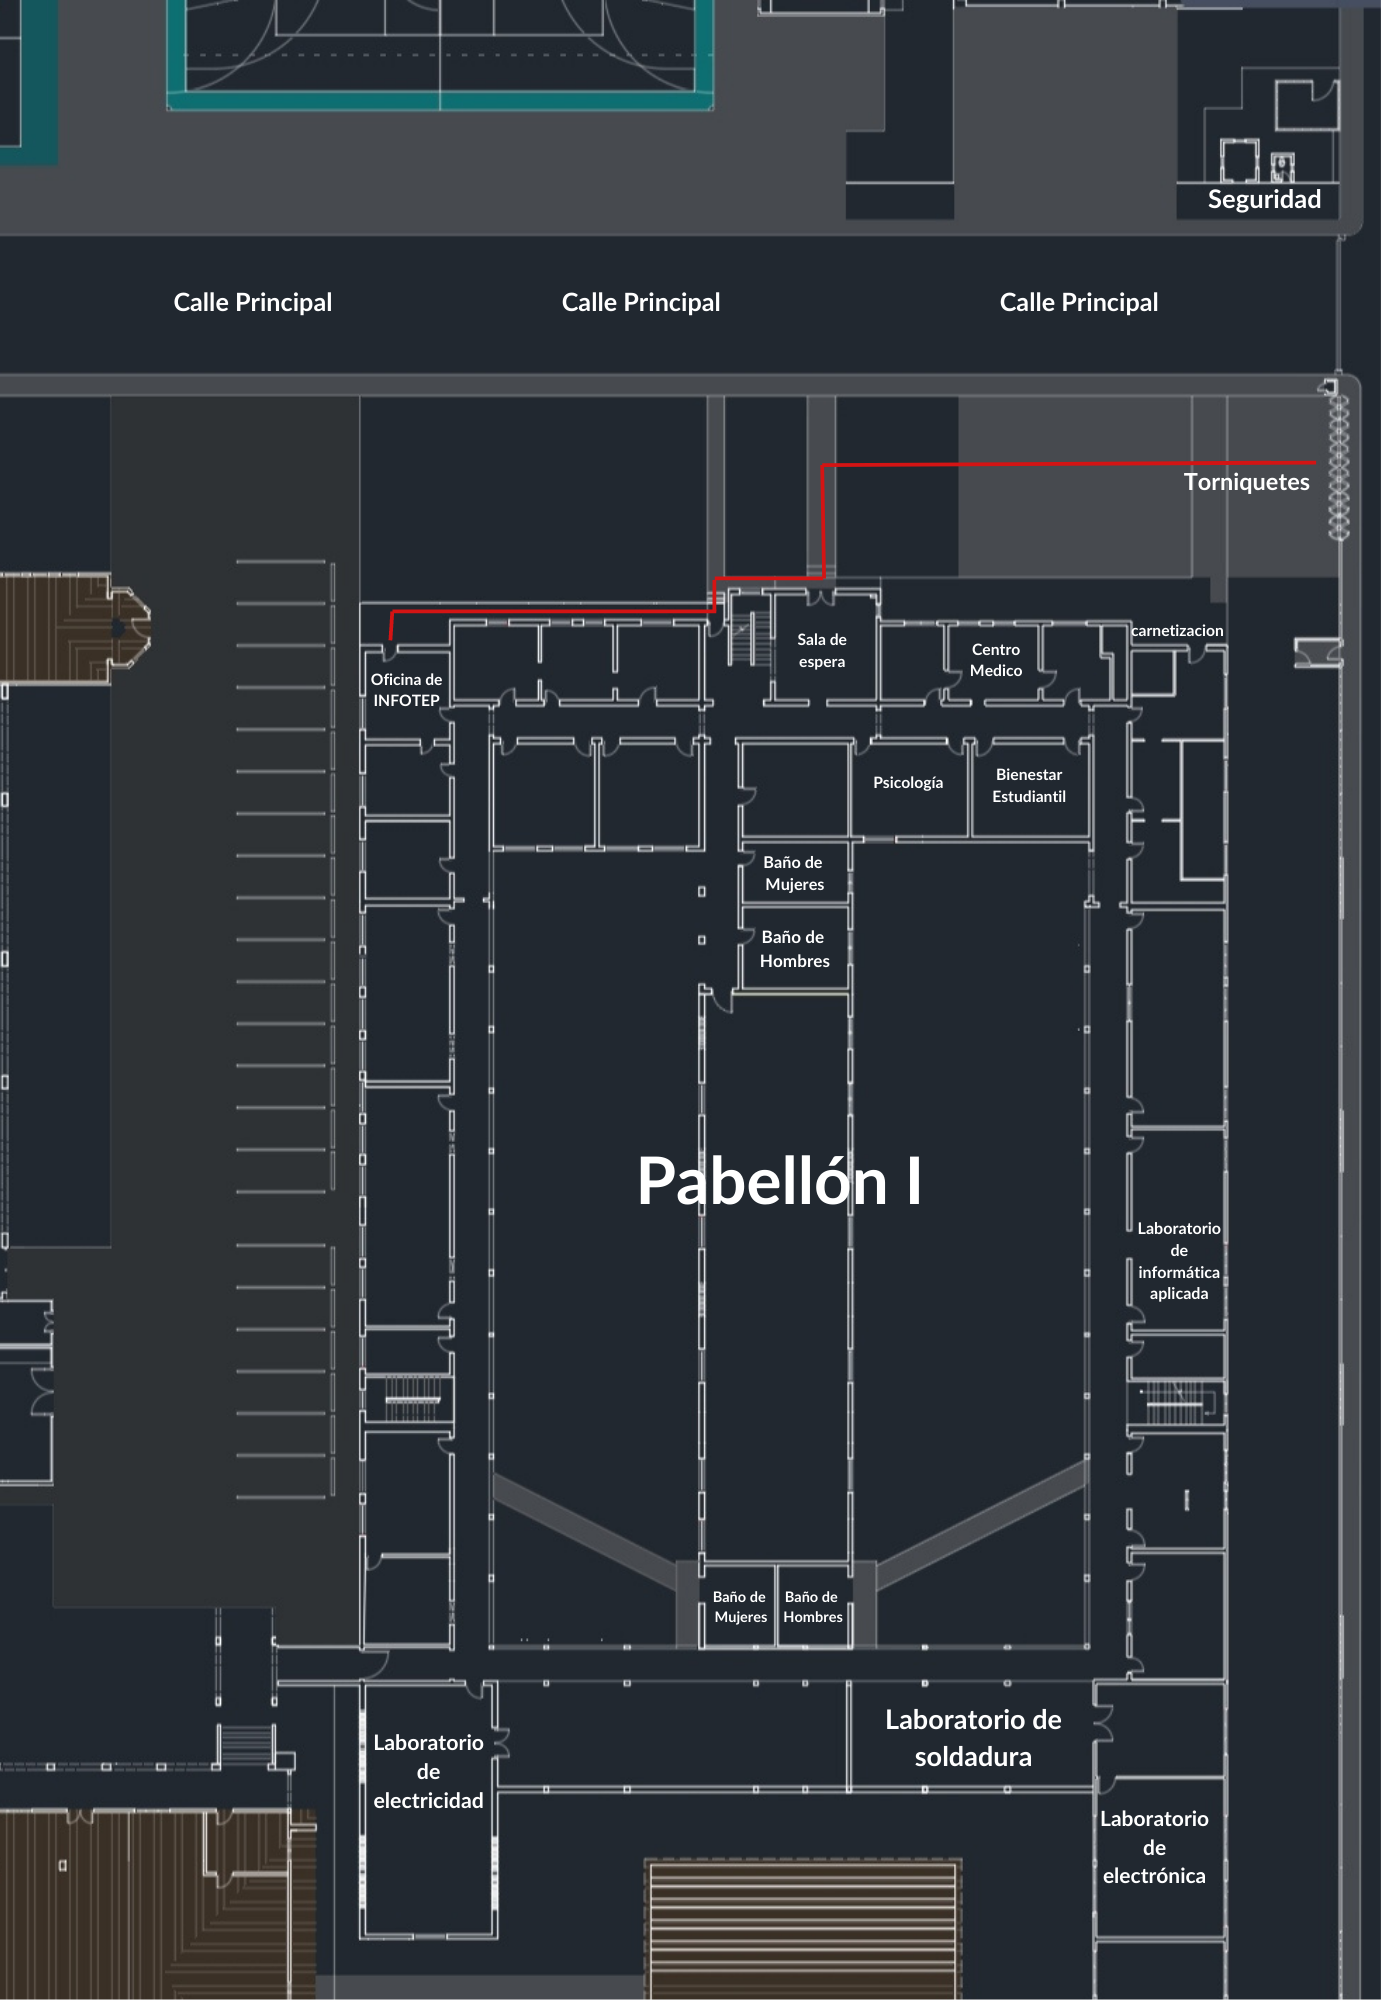 Seguridad
Calle Principal
Calle Principal
Calle Principal
Torniquetes
carnetizacion
Sala de
espera
Centro
Medico
Oficina de
INFOTEP
Psicología
Bienestar
Estudiantil
Baño de
Mujeres
Baño de
Hombres
Pabellón I
Laboratorio
de
informática
aplicada
Baño de
Mujeres
Baño de
Hombres
Laboratorio
de
electricidad
Laboratorio de
soldadura
Laboratorio
de
electrónica